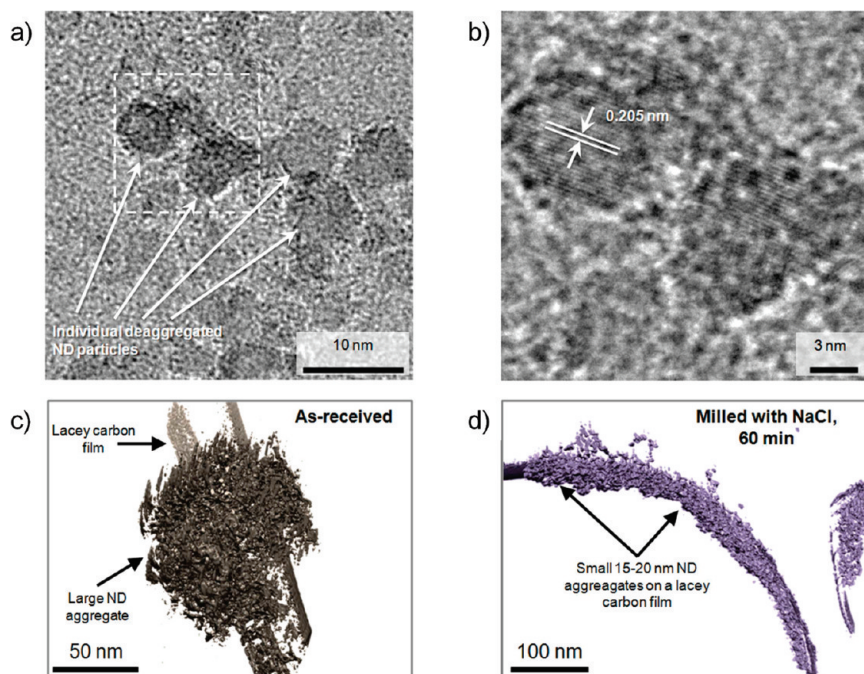 a)
Individual deaggregated
ND particles
10 nm
b)
0.205 nm
3 nm
c)
As-received
Lacey carbon
film
Large ND
aggregate
50 nm
d)
Milled with NaCl,
60 min
Small 15-20 nm ND
aggreagates on a lacey
carbon film
100 nm